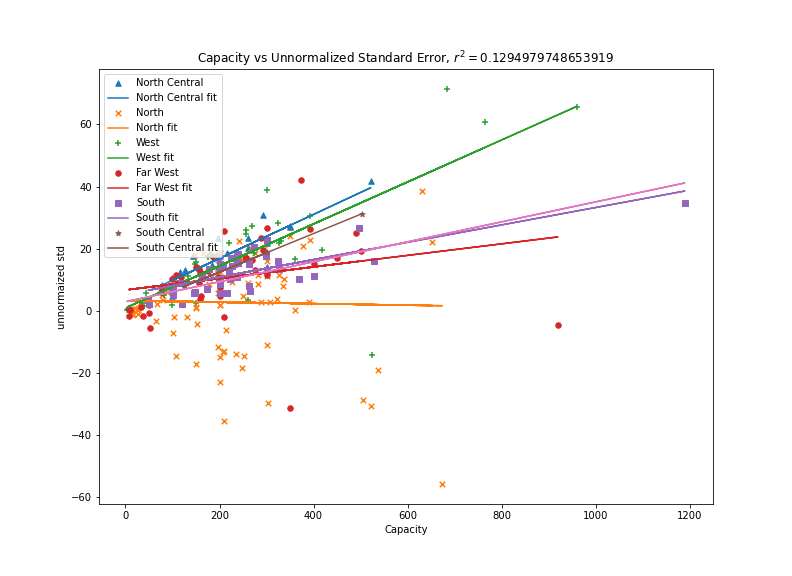 Capacity vs Unnormalized Standard Error, r² = 0.1294979748653919
North Central
North Central fit
North
North fit
West
West fit
Far West
Far West fit
South
South fit
South Central
South Central fit
60
40
20
0
−20
−40
−60
unnormaized std
0 200 400 600 800 1000 1200
Capacity